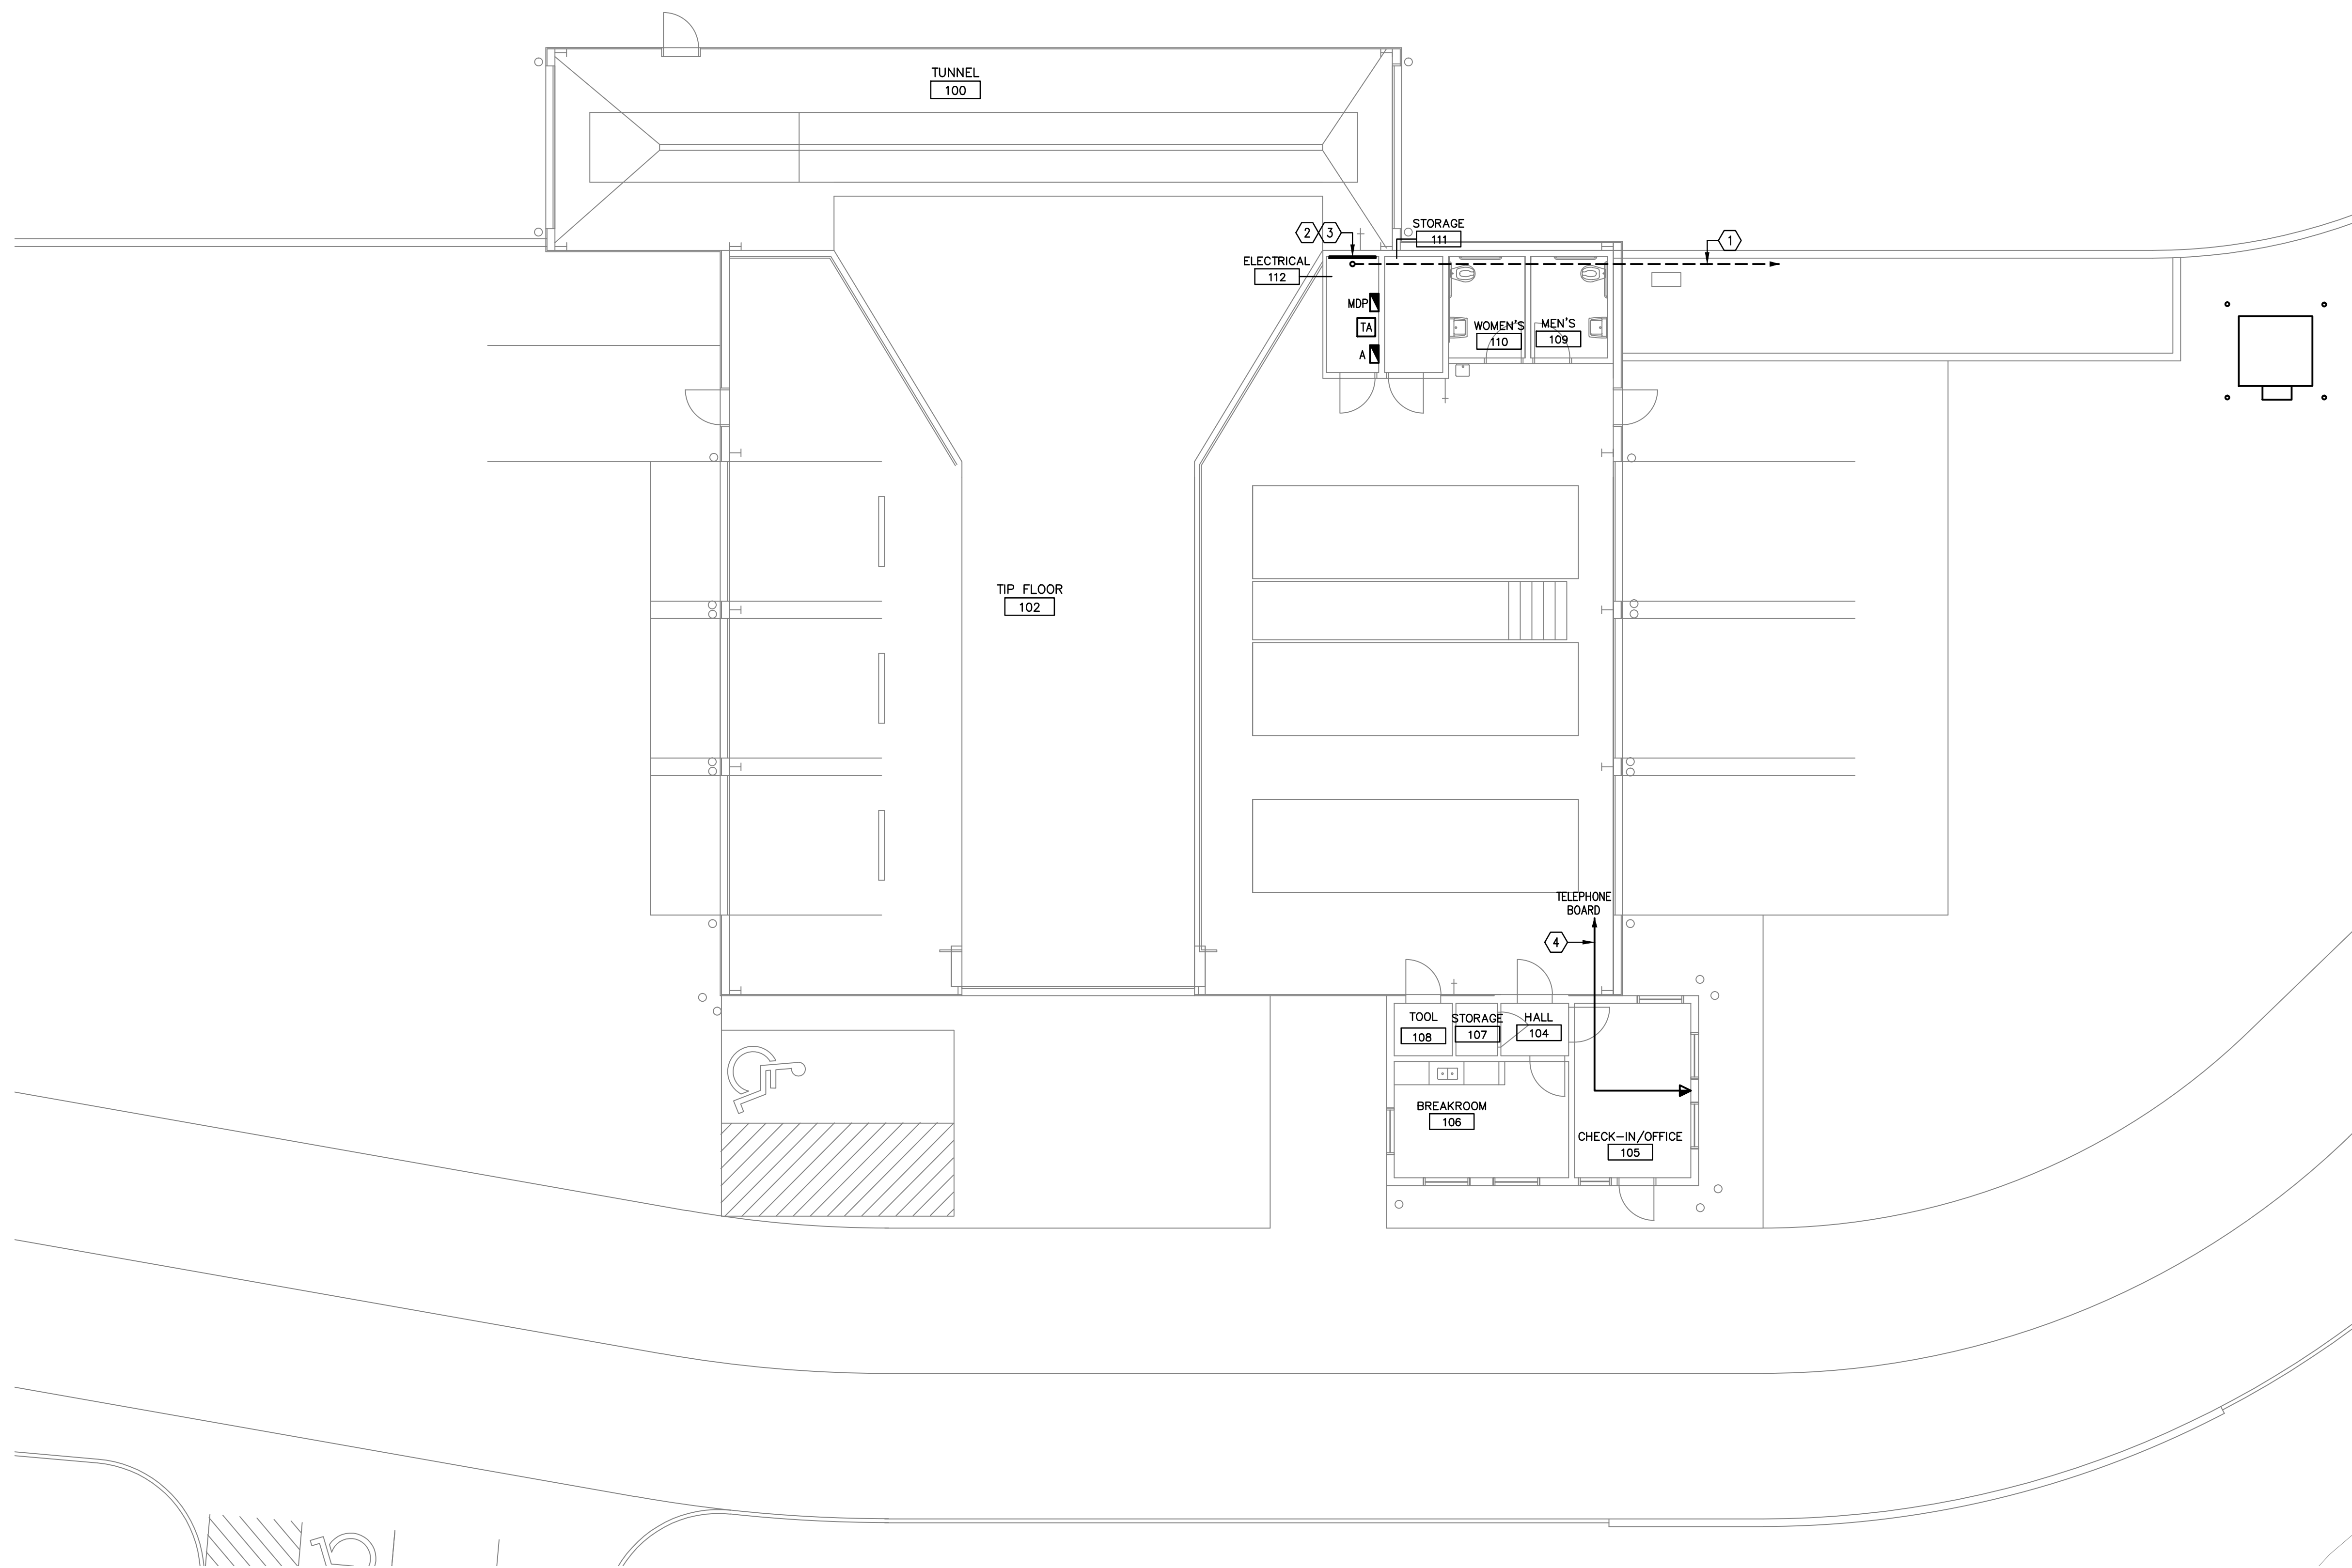 TUNNEL
100
STORAGE
111
2
3
1
ELECTRICAL
112
MDP
TA
A
WOMEN'S
110
MEN'S
109
TIP FLOOR
102
TELEPHONE
BOARD
4
TOOL
108
STORAGE
107
HALL
104
BREAKROOM
106
CHECK-IN/OFFICE
105